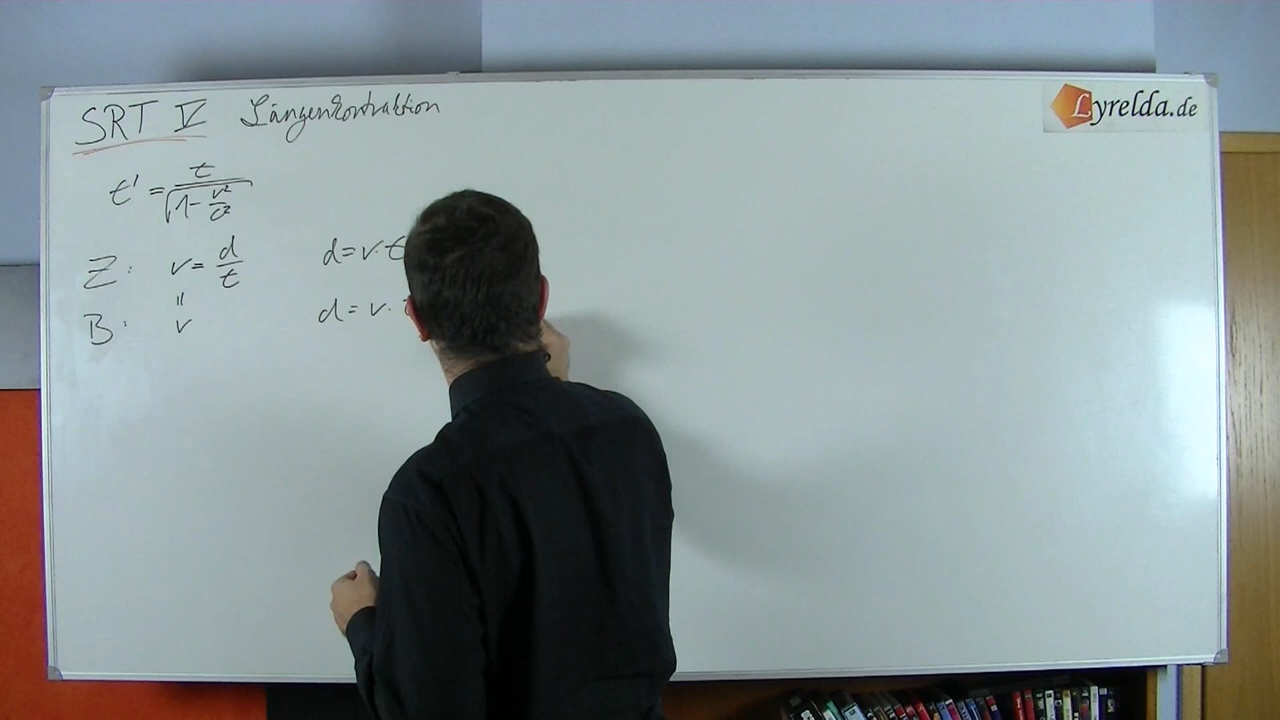 SRT V Längenkontraktion
Lyrelda.de
t' = t / √(1 - v²/c²)
Z: v = d/t d = v·t
=
B: v d = v·